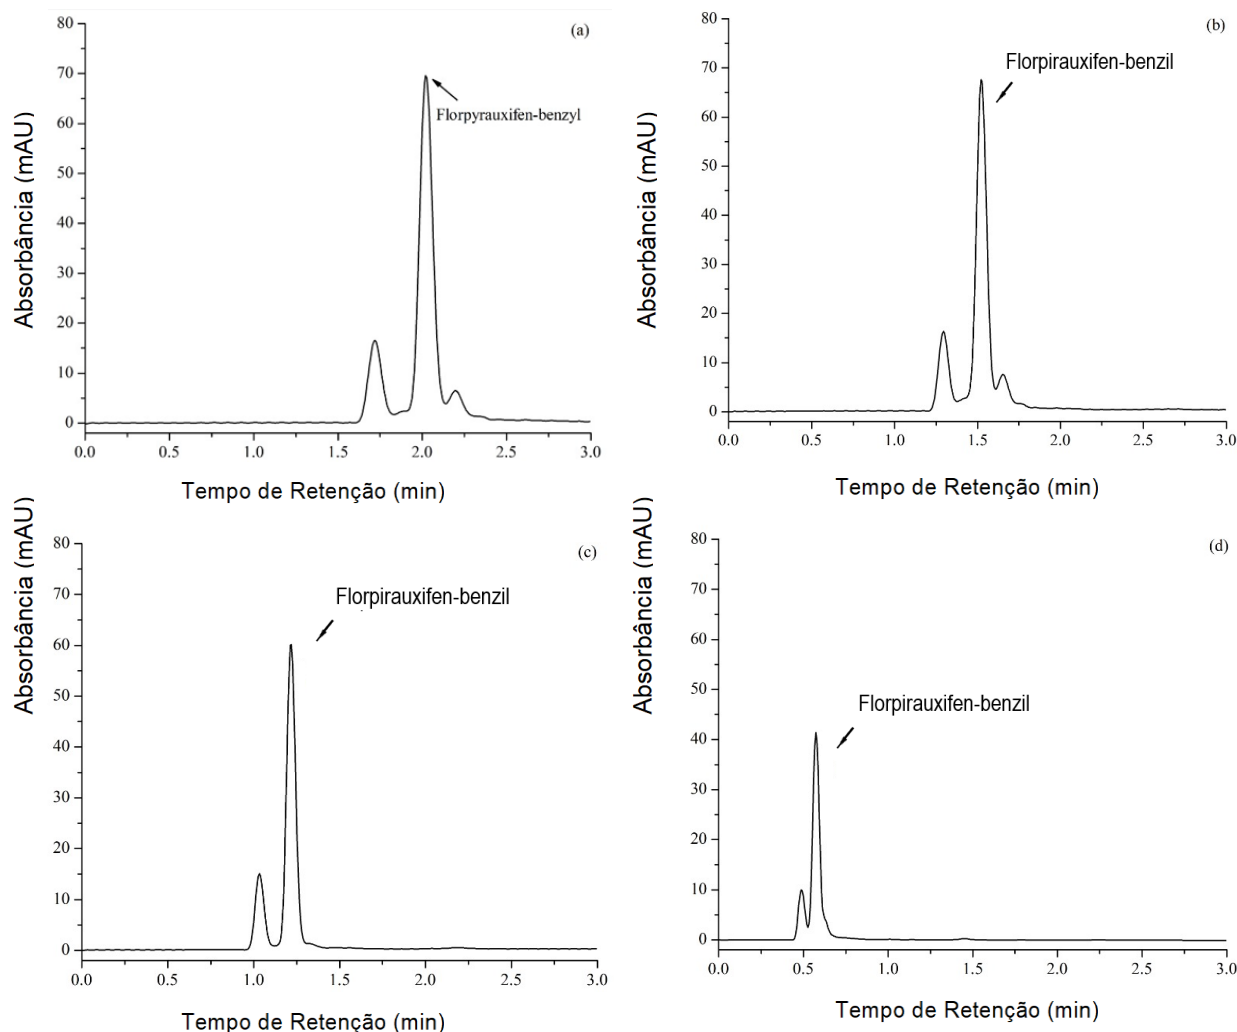 (a)
80
70
60
50
40
30
20
10
0
Absorbância (mAU)
Florpyrauxifen-benzyl
0.0 0.5 1.0 1.5 2.0 2.5 3.0
Tempo de Retenção (min)
(b)
80
70
60
50
40
30
20
10
0
Absorbância (mAU)
Florpirauxifen-benzil
0.0 0.5 1.0 1.5 2.0 2.5 3.0
Tempo de Retenção (min)
(c)
80
70
60
50
40
30
20
10
0
Absorbância (mAU)
Florpirauxifen-benzil
0.0 0.5 1.0 1.5 2.0 2.5 3.0
Tempo de Retenção (min)
(d)
80
70
60
50
40
30
20
10
0
Absorbância (mAU)
Florpirauxifen-benzil
0.0 0.5 1.0 1.5 2.0 2.5 3.0
Tempo de Retenção (min)